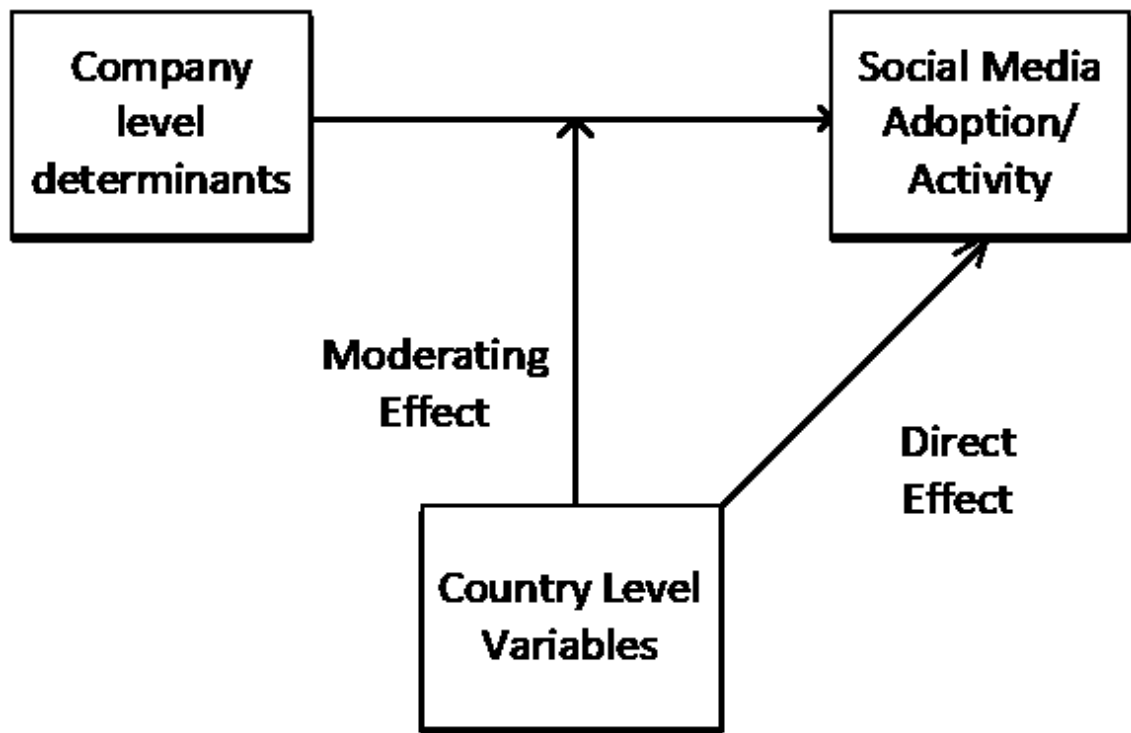 Company
level
determinants
Social Media
Adoption/
Activity
Moderating
Effect
Direct
Effect
Country Level
Variables